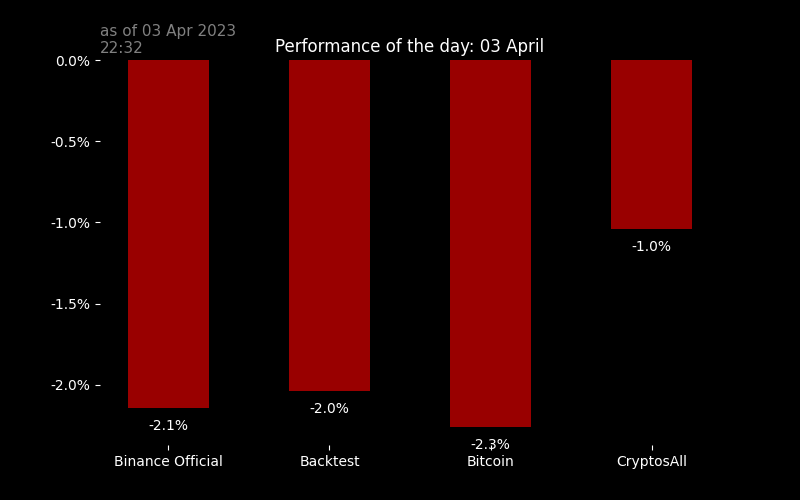 as of 03 Apr 2023
22:32
Performance of the day: 03 April
0.0%
-0.5%
-1.0%
-1.5%
-2.0%
-2.1%
-2.0%
-2.3%
-1.0%
Binance Official
Backtest
Bitcoin
CryptosAll